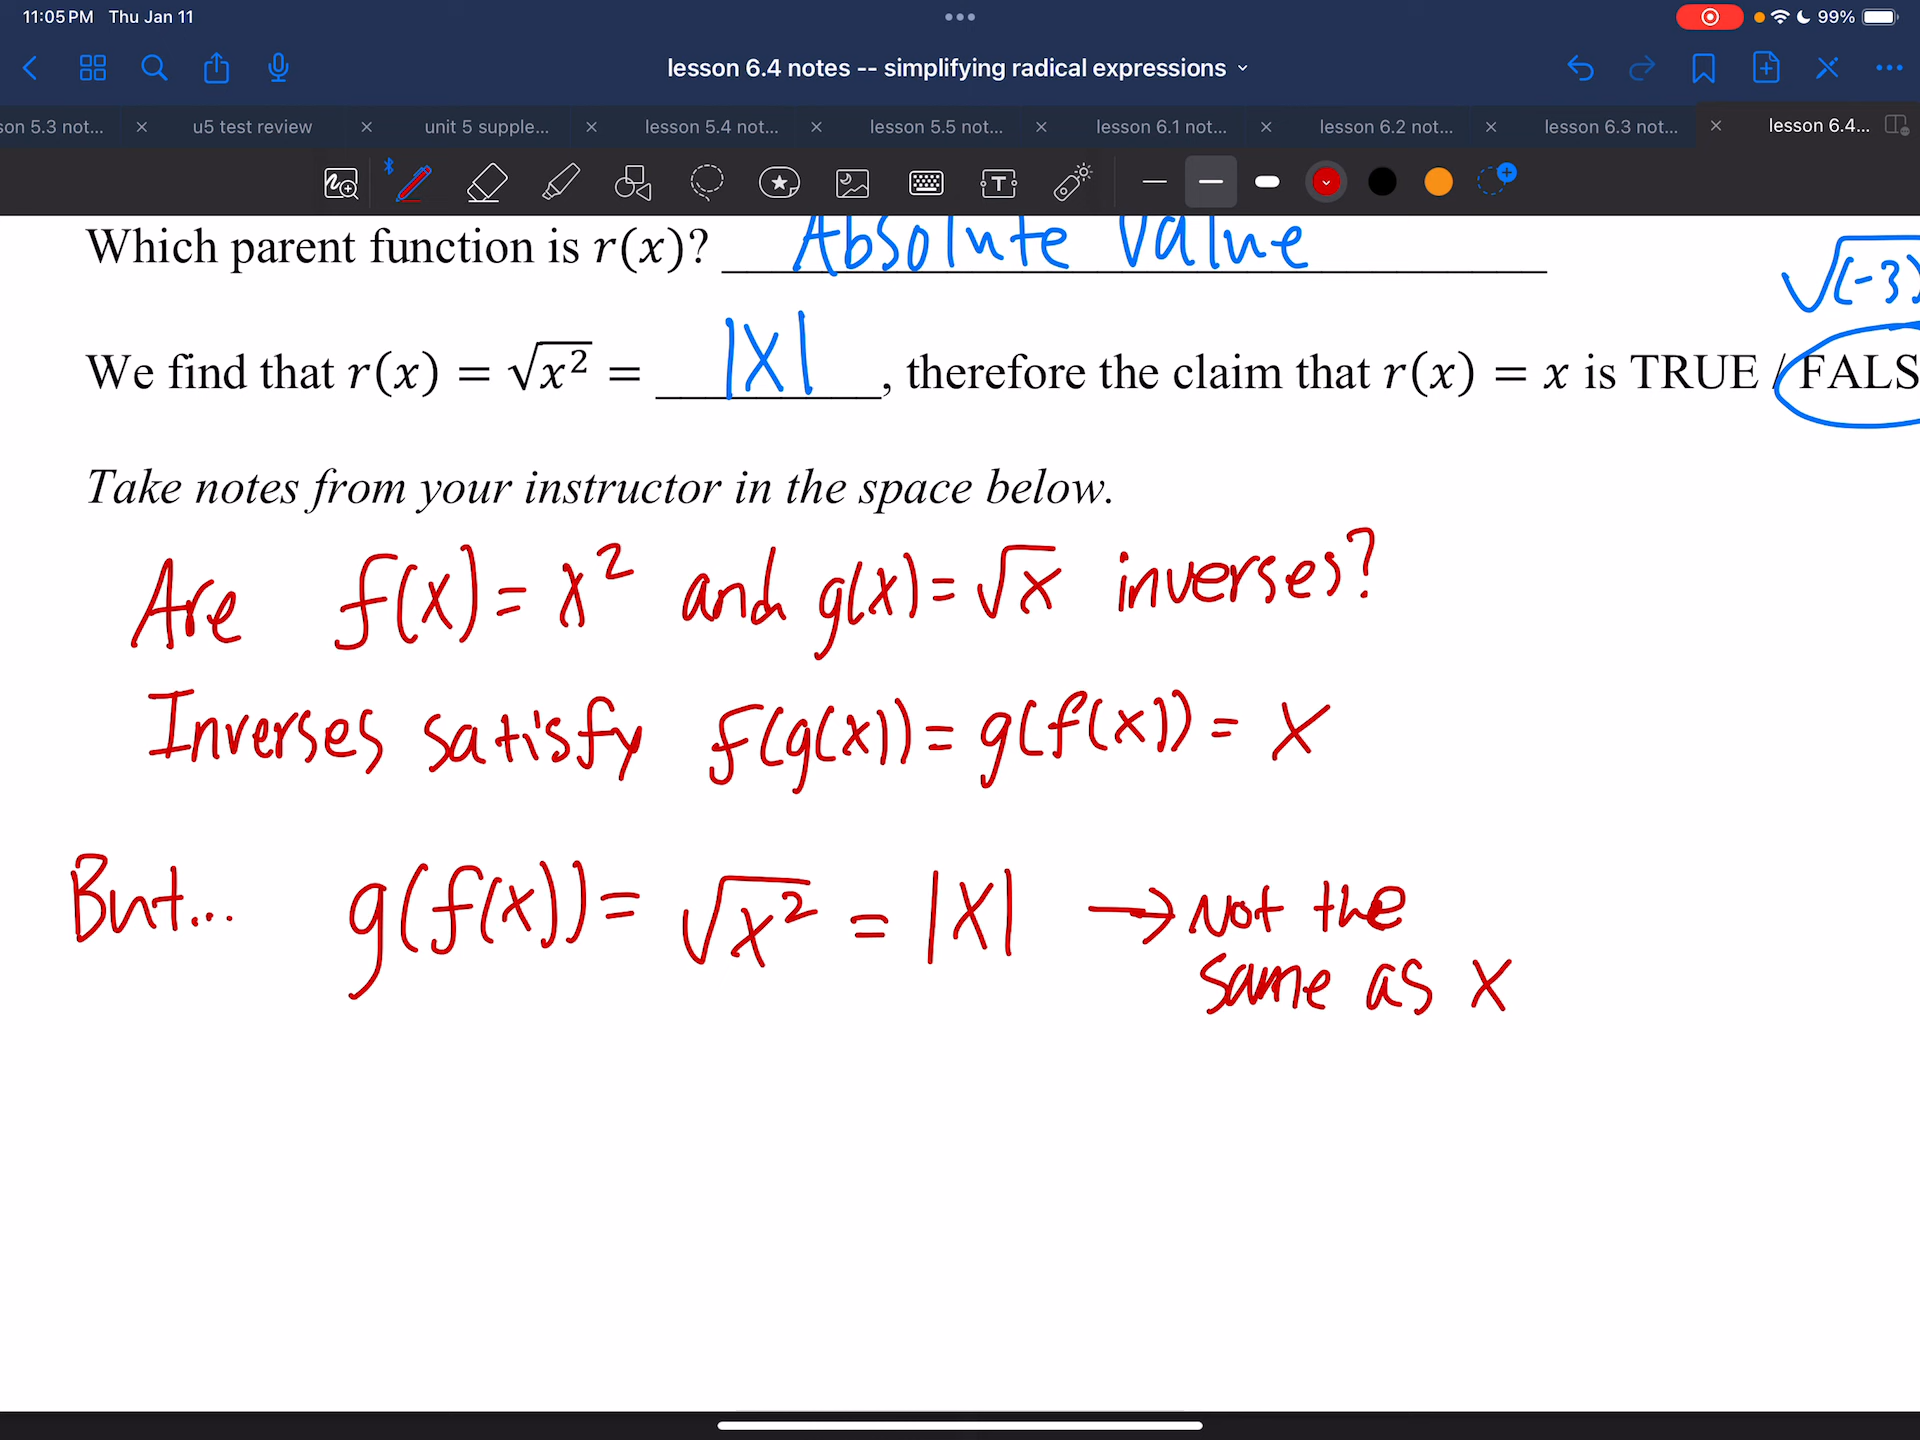 11:05 PM Thu Jan 11
99%
lesson 6.4 notes -- simplifying radical expressions
son 5.3 not...
u5 test review
unit 5 supple...
lesson 5.4 not...
lesson 5.5 not...
lesson 6.1 not...
lesson 6.2 not...
lesson 6.3 not...
lesson 6.4...
Which parent function is r(x)? Absolute Value
√(-3)
We find that r(x) = √x² = |x|, therefore the claim that r(x) = x is TRUE / FALS
Take notes from your instructor in the space below.
Are f(x) = x² and g(x) = √x inverses?
Inverses satisfy f(g(x)) = g(f(x)) = x
But... g(f(x)) = √x² = |x| → Not the
same as x